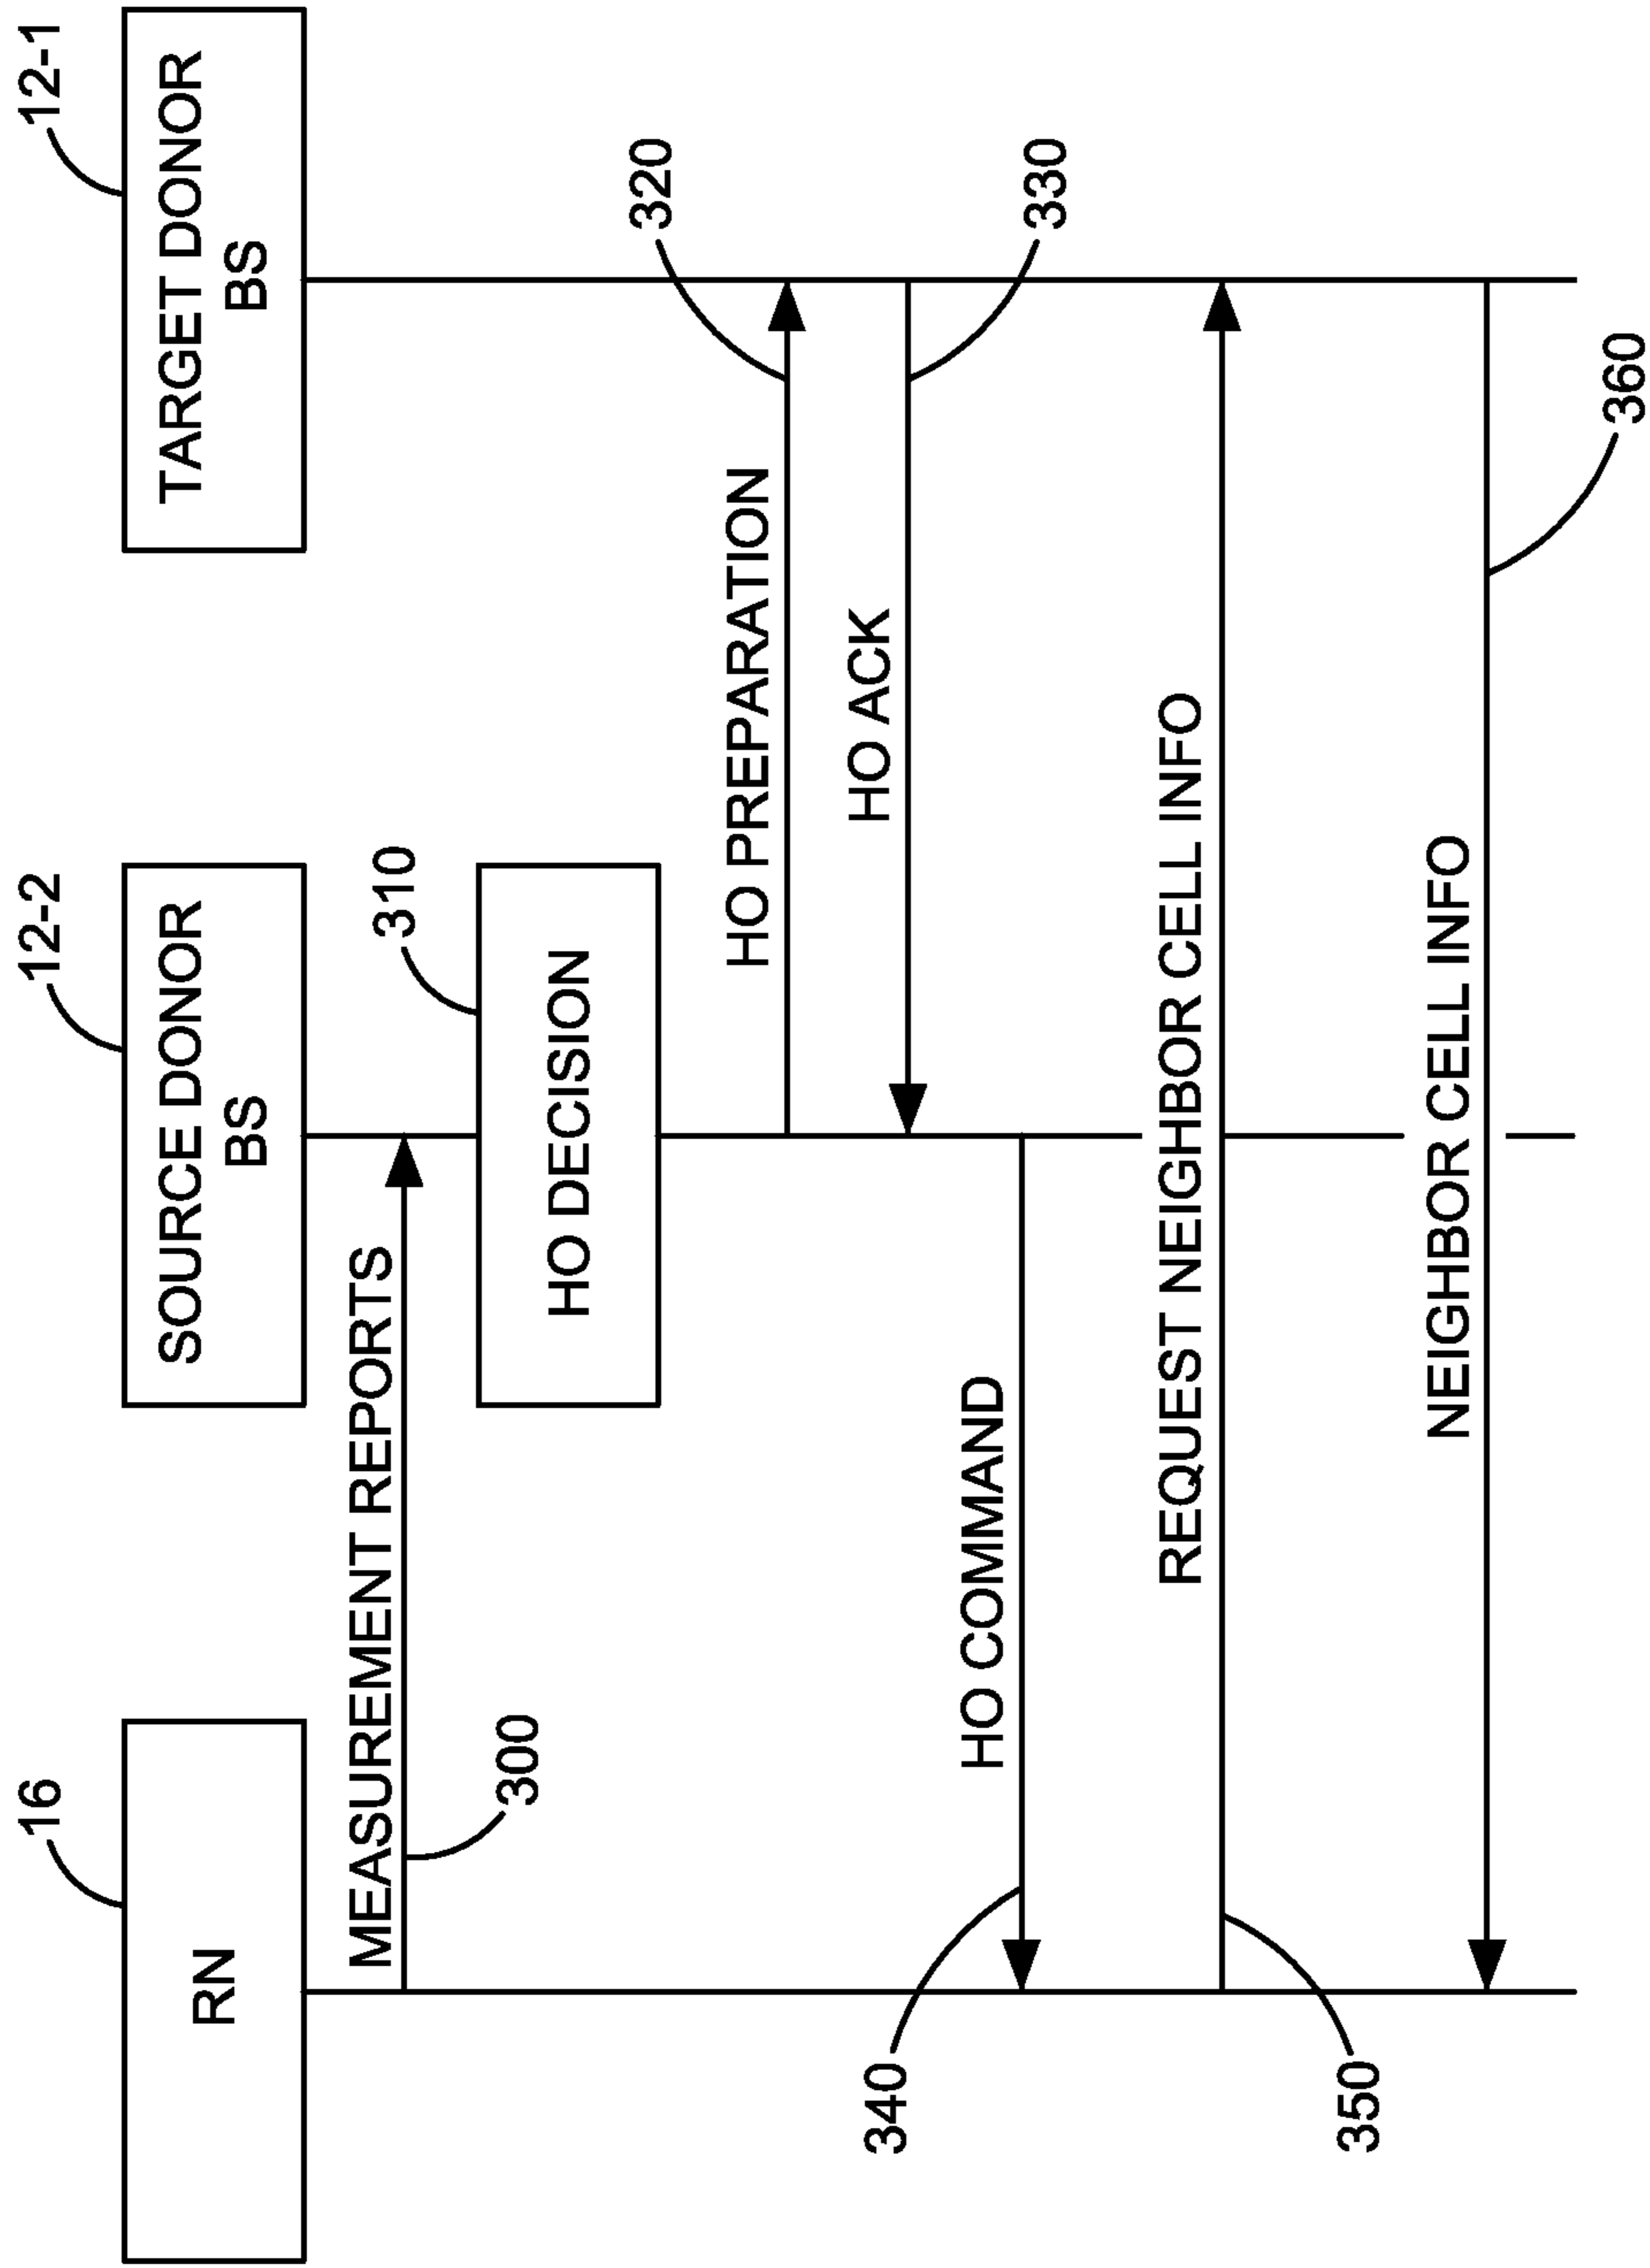 16
12-2
12-1
RN
SOURCE DONOR
BS
TARGET DONOR
BS
MEASUREMENT REPORTS
300
310
HO DECISION
HO PREPARATION
320
HO ACK
330
HO COMMAND
340
REQUEST NEIGHBOR CELL INFO
350
NEIGHBOR CELL INFO
360